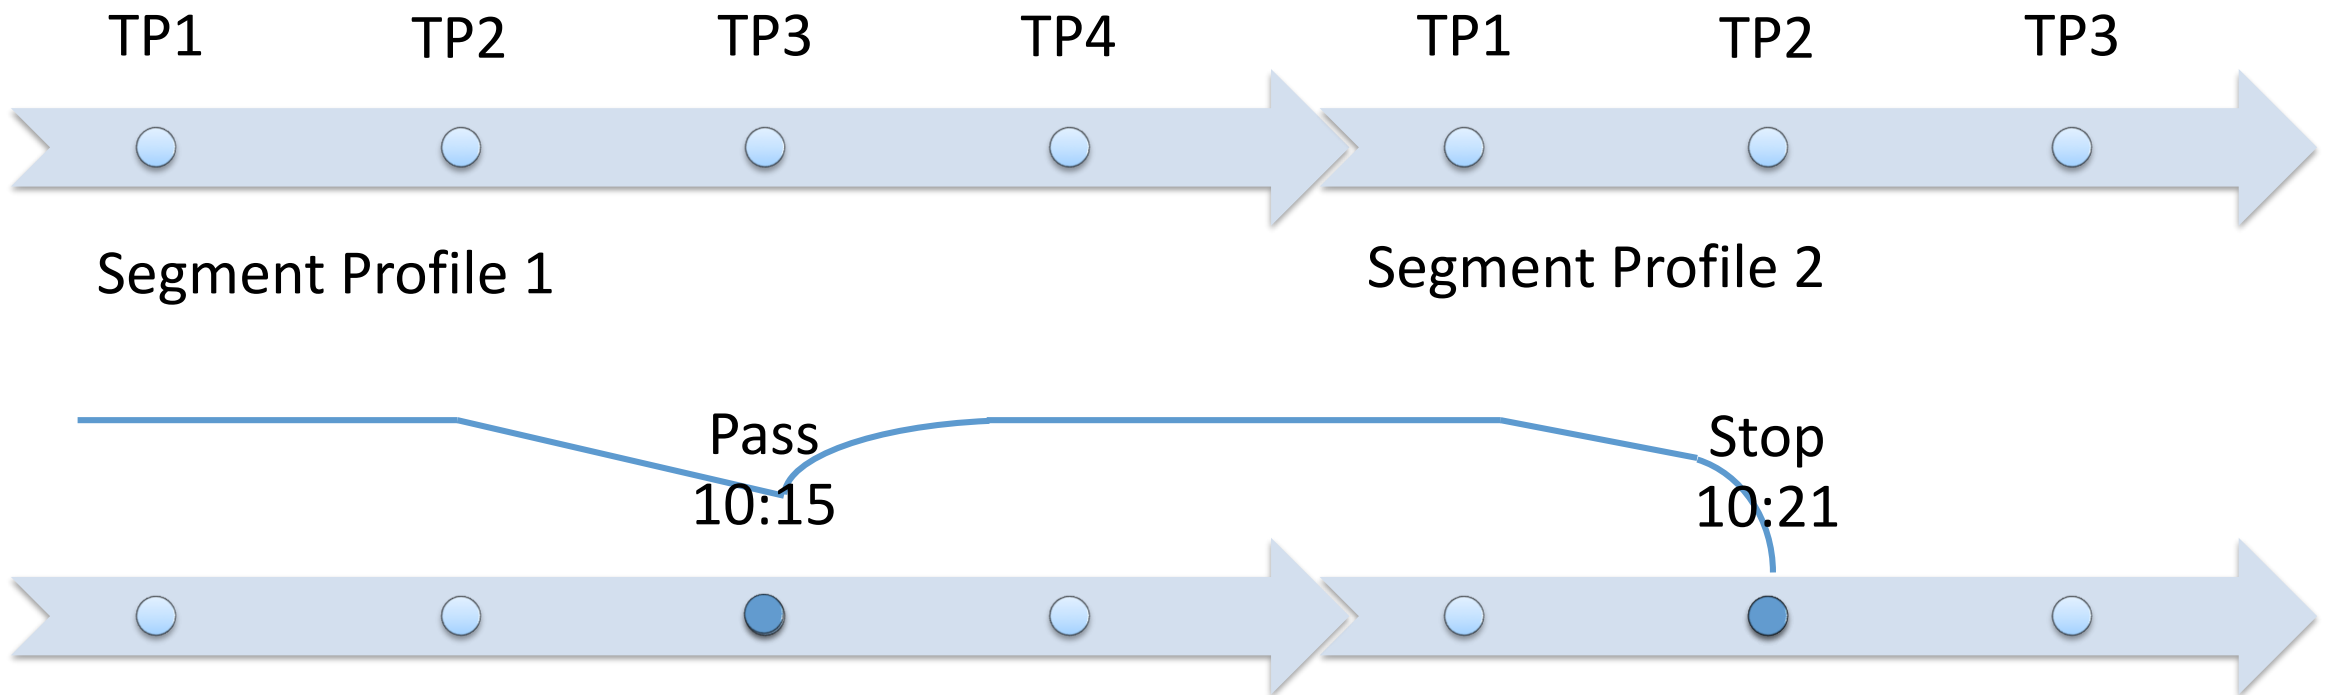 TP1 TP2 TP3 TP4 TP1 TP2 TP3
Segment Profile 1 Segment Profile 2
Pass Stop
10:15 10:21